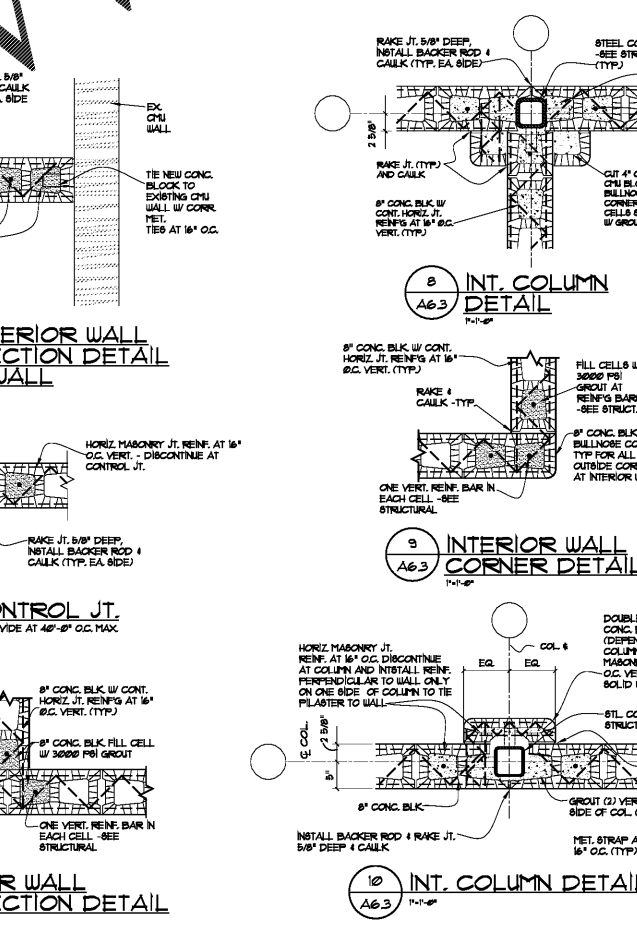 5/8"
CAULK
SIDE
EX.
CMU
WALL
TIE NEW CONC.
BLOCK TO
EXISTING CMU
WALL W/ CORR.
MET.
TIES AT 16" O.C.
ERIOR WALL
CTION DETAIL
WALL
HORIZ. MASONRY JT. REINF. AT 16"
O.C. VERT. - DISCONTINUE AT
CONTROL JT.
RAKE JT. 5/8" DEEP,
INSTALL BACKER ROD &
CAULK (TYP. EA. SIDE)
NTROL JT.
VIDE AT 40'-0" O.C. MAX.
8" CONC. BLK. W/ CONT.
HORIZ. JT. REINF'G AT 16"
O.C. VERT. (TYP.)
8" CONC. BLK. FILL CELL
W/ 3000 PSI GROUT
ONE VERT. REINF. BAR IN
EACH CELL -SEE
STRUCTURAL
R WALL
CTION DETAIL
RAKE JT. 5/8" DEEP,
INSTALL BACKER ROD &
CAULK (TYP. EA. SIDE)
STEEL CO
-SEE STR
(TYP.)
2 5/8"
RAKE JT. (TYP.)
AND CAULK
8" CONC. BLK. W/
CONT. HORIZ. JT.
REINF'G AT 16" O.C.
VERT. (TYP.)
CUT 4" C
CMU BLO
BULLNO
CORNER
CELLS
W/ GROU
8
A6.3
INT. COLUMN
DETAIL
1"=1'-0"
8" CONC. BLK. W/ CONT.
HORIZ. JT. REINF'G AT 16"
O.C. VERT. (TYP.)
RAKE &
CAULK -TYP.
FILL CELLS W
3000 PSI
GROUT AT
REINF'G BAR
-SEE STRUCT.
8" CONC. BLK
BULLNOSE CO
TYP FOR ALL
OUTSIDE COR
AT INTERIOR
ONE VERT. REINF. BAR IN
EACH CELL -SEE
STRUCTURAL
9
A6.3
INTERIOR WALL
CORNER DETAIL
1"=1'-0"
HORIZ. MASONRY JT.
REINF. AT 16" O.C. DISCONTINUE
AT COLUMN AND INTSTALL REINF.
PERPENDICULAR TO WALL ONLY
ON ONE SIDE OF COLUMN TO TIE
PILASTER TO WALL
COL. ℄
EQ.
EQ.
DOUBLE
CONC. B
(DEPEN
COLUMN
MASONR
O.C. VE
SOLID
STL. CO
STRUCT
℄ COL.
2 5/8"
5"
8" CONC. BLK.
GROUT (2) VER
SIDE OF COL. (
INSTALL BACKER ROD & RAKE JT.
5/8" DEEP & CAULK
MET. STRAP A
16" O.C. (TYP)
10
A6.3
INT. COLUMN DETAIL
1"=1'-0"